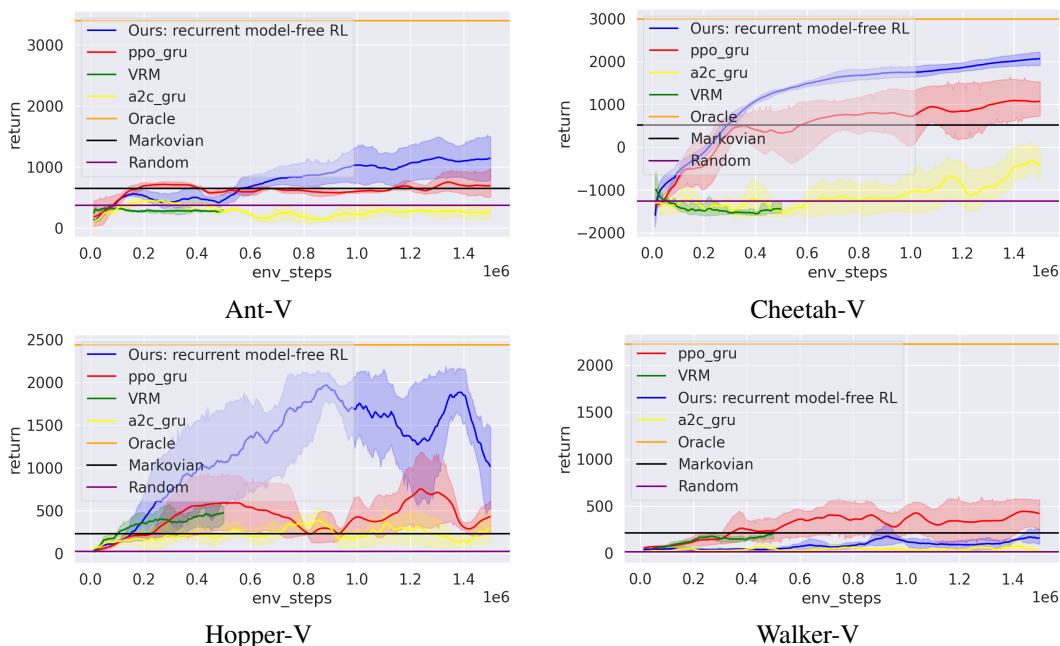 Ours: recurrent model-free RL
ppo_gru
VRM
a2c_gru
Oracle
Markovian
Random
3000
2000
1000
0
return
0.0 0.2 0.4 0.6 0.8 1.0 1.2 1.4
env_steps
1e6
Ant-V
Ours: recurrent model-free RL
ppo_gru
a2c_gru
VRM
Oracle
Markovian
Random
3000
2000
1000
0
−1000
−2000
return
0.0 0.2 0.4 0.6 0.8 1.0 1.2 1.4
env_steps
1e6
Cheetah-V
Ours: recurrent model-free RL
ppo_gru
VRM
a2c_gru
Oracle
Markovian
Random
2500
2000
1500
1000
500
0
return
0.0 0.2 0.4 0.6 0.8 1.0 1.2 1.4
env_steps
1e6
Hopper-V
ppo_gru
VRM
Ours: recurrent model-free RL
a2c_gru
Oracle
Markovian
Random
2000
1500
1000
500
0
return
0.0 0.2 0.4 0.6 0.8 1.0 1.2 1.4
env_steps
1e6
Walker-V